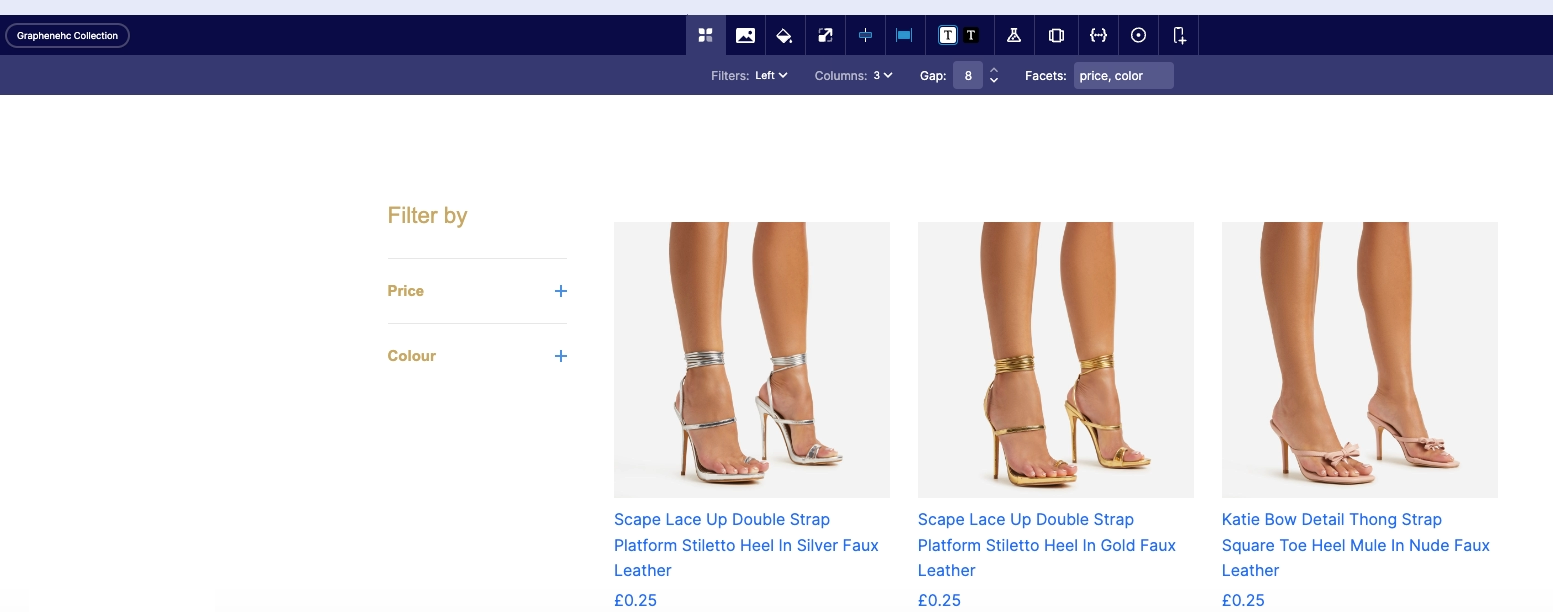 Graphenehc Collection
T T
Filters: Left Columns: 3 Gap: 8 Facets: price, color
Filter by
Price
Colour
Scape Lace Up Double Strap
Platform Stiletto Heel In Silver Faux
Leather
£0.25
Scape Lace Up Double Strap
Platform Stiletto Heel In Gold Faux
Leather
£0.25
Katie Bow Detail Thong Strap
Square Toe Heel Mule In Nude Faux
Leather
£0.25